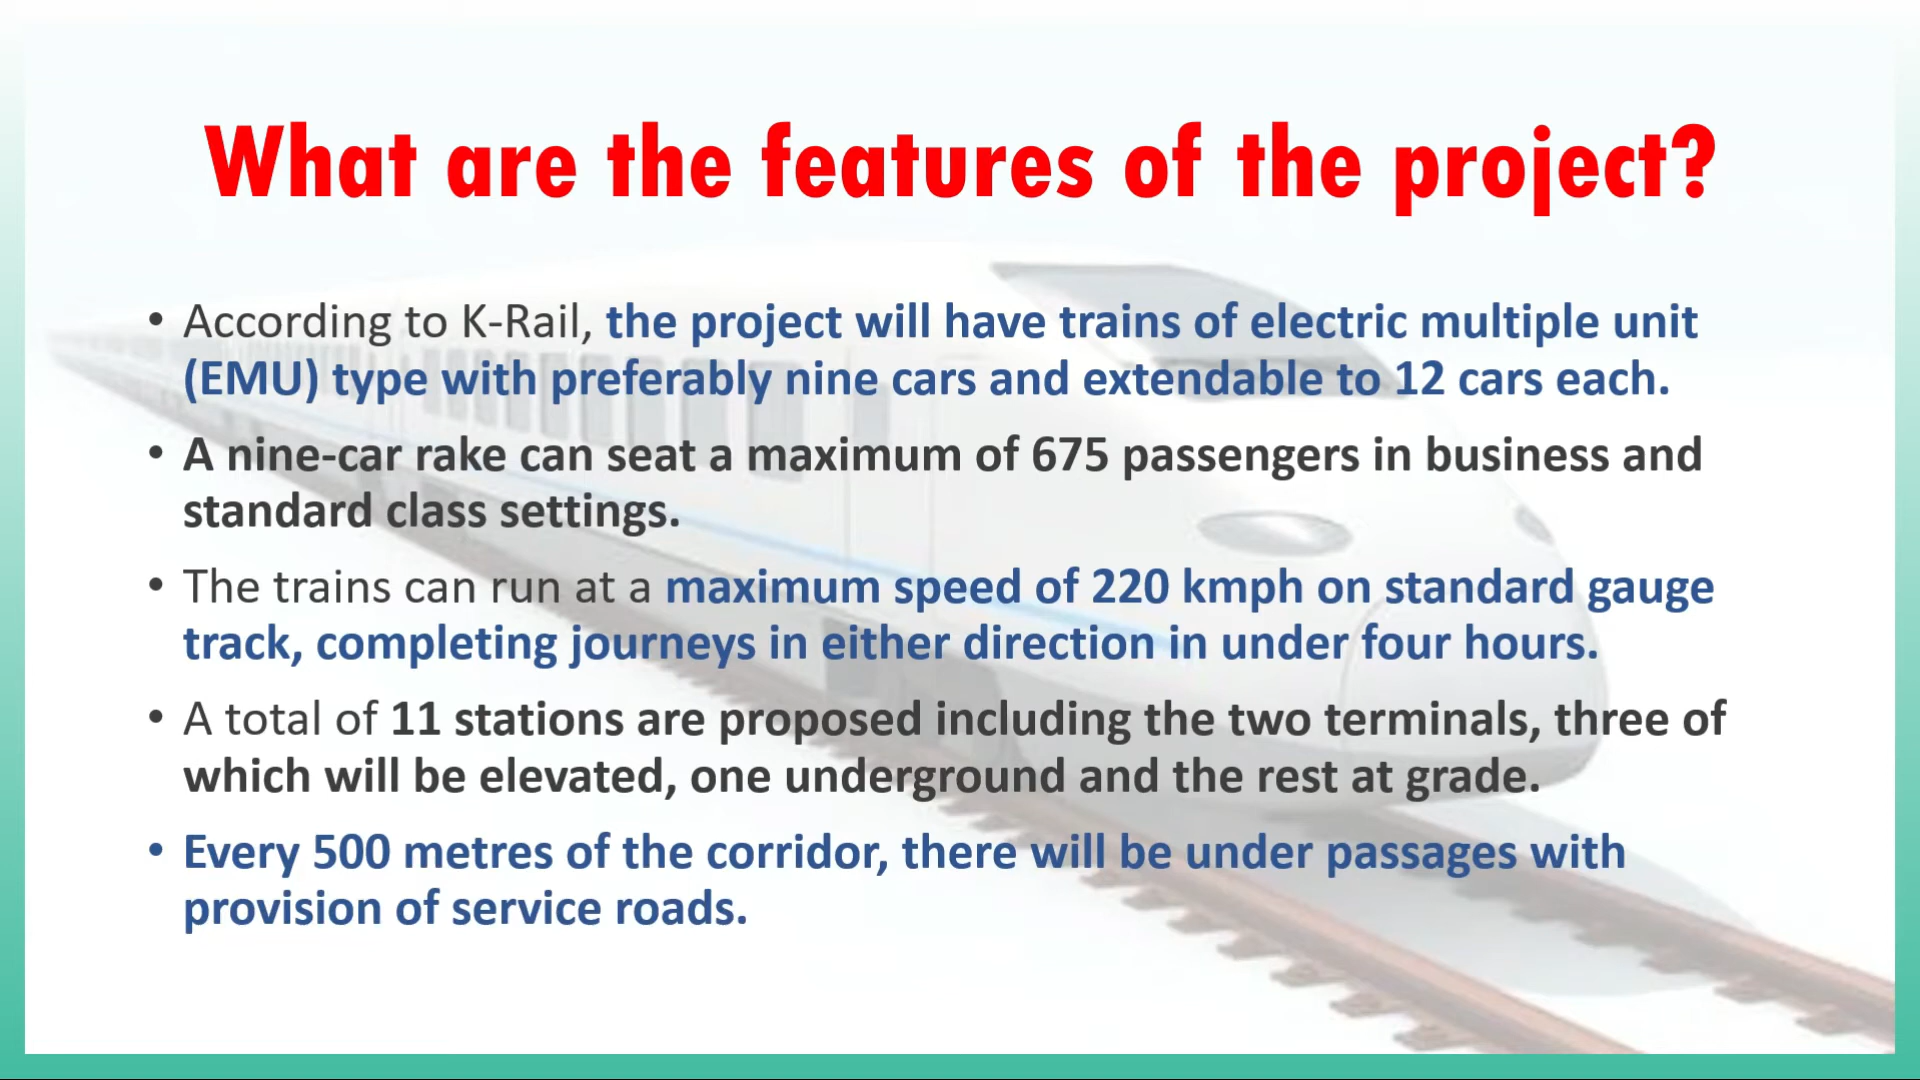 What are the features of the project?
• According to K-Rail, the project will have trains of electric multiple unit
(EMU) type with preferably nine cars and extendable to 12 cars each.
• A nine-car rake can seat a maximum of 675 passengers in business and
standard class settings.
• The trains can run at a maximum speed of 220 kmph on standard gauge
track, completing journeys in either direction in under four hours.
• A total of 11 stations are proposed including the two terminals, three of
which will be elevated, one underground and the rest at grade.
• Every 500 metres of the corridor, there will be under passages with
provision of service roads.